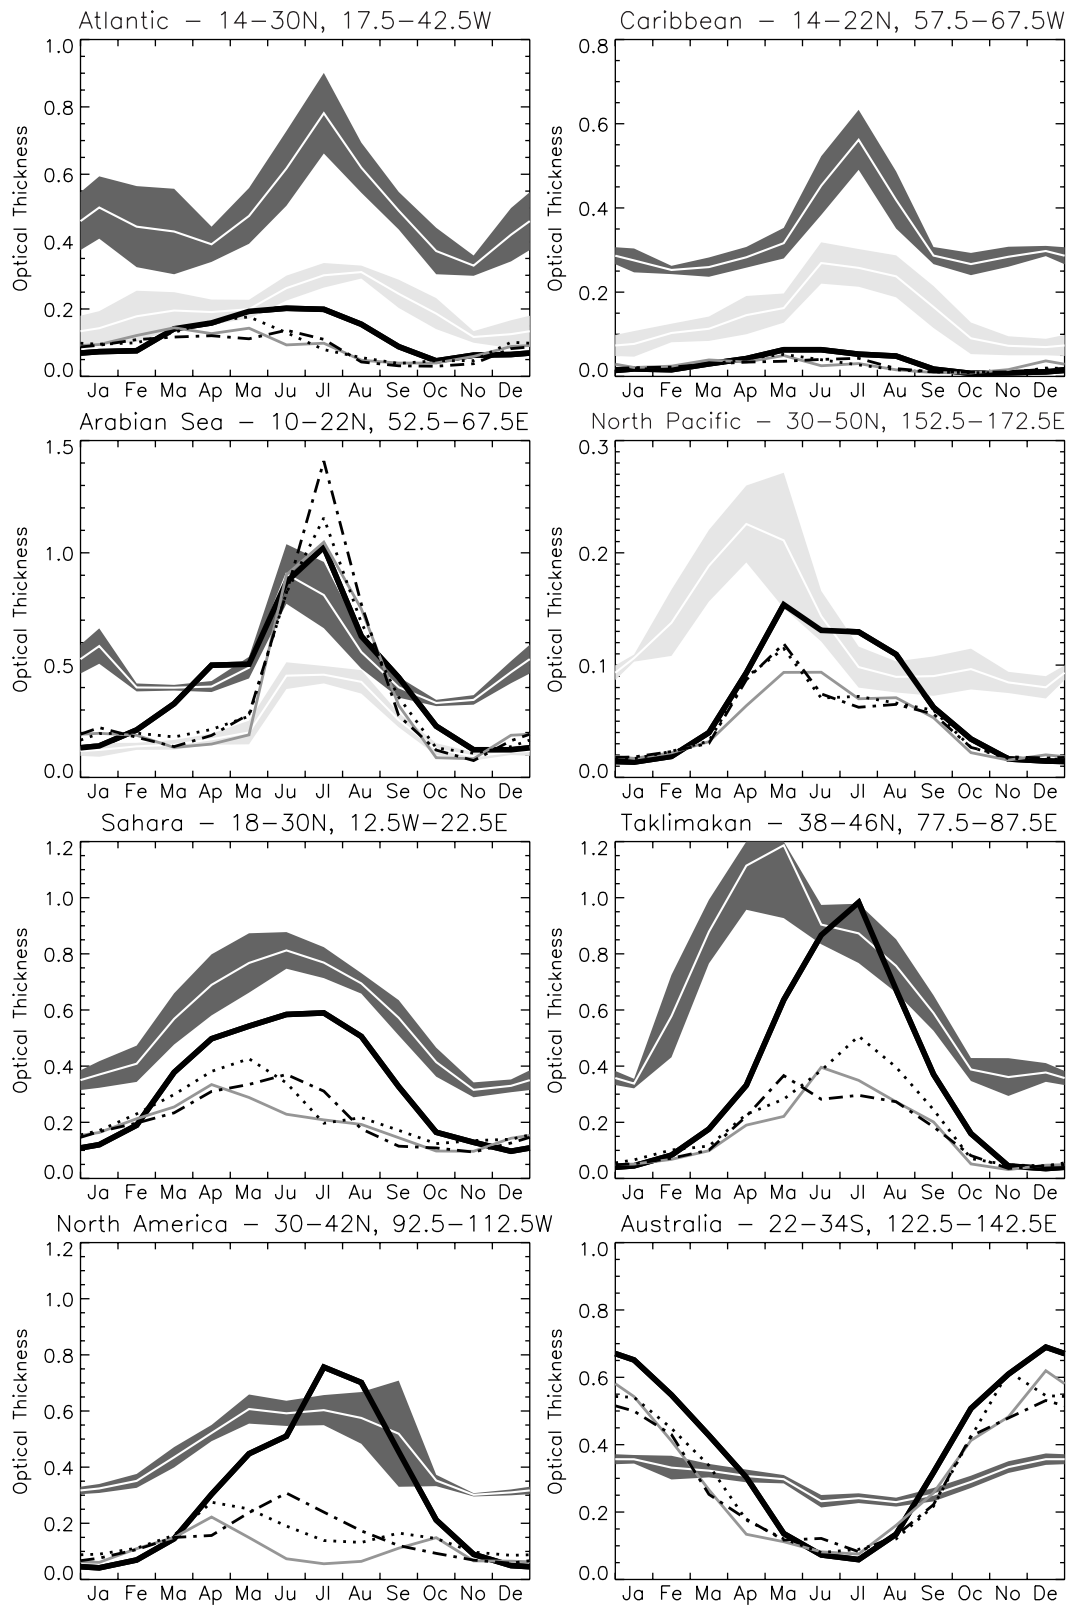 Atlantic – 14–30N, 17.5–42.5W
Caribbean – 14–22N, 57.5–67.5W
Optical Thickness
1.0
0.8
0.6
0.4
0.2
0.0
Ja Fe Ma Ap Ma Ju Jl Au Se Oc No De
Optical Thickness
0.8
0.6
0.4
0.2
0.0
Ja Fe Ma Ap Ma Ju Jl Au Se Oc No De
Arabian Sea – 10–22N, 52.5–67.5E
North Pacific – 30–50N, 152.5–172.5E
Optical Thickness
1.5
1.0
0.5
0.0
Ja Fe Ma Ap Ma Ju Jl Au Se Oc No De
Optical Thickness
0.3
0.2
0.1
0.0
Ja Fe Ma Ap Ma Ju Jl Au Se Oc No De
Sahara – 18–30N, 12.5W–22.5E
Taklimakan – 38–46N, 77.5–87.5E
Optical Thickness
1.2
1.0
0.8
0.6
0.4
0.2
0.0
Ja Fe Ma Ap Ma Ju Jl Au Se Oc No De
Optical Thickness
1.2
1.0
0.8
0.6
0.4
0.2
0.0
Ja Fe Ma Ap Ma Ju Jl Au Se Oc No De
North America – 30–42N, 92.5–112.5W
Australia – 22–34S, 122.5–142.5E
Optical Thickness
1.2
1.0
0.8
0.6
0.4
0.2
0.0
Ja Fe Ma Ap Ma Ju Jl Au Se Oc No De
Optical Thickness
1.0
0.8
0.6
0.4
0.2
0.0
Ja Fe Ma Ap Ma Ju Jl Au Se Oc No De